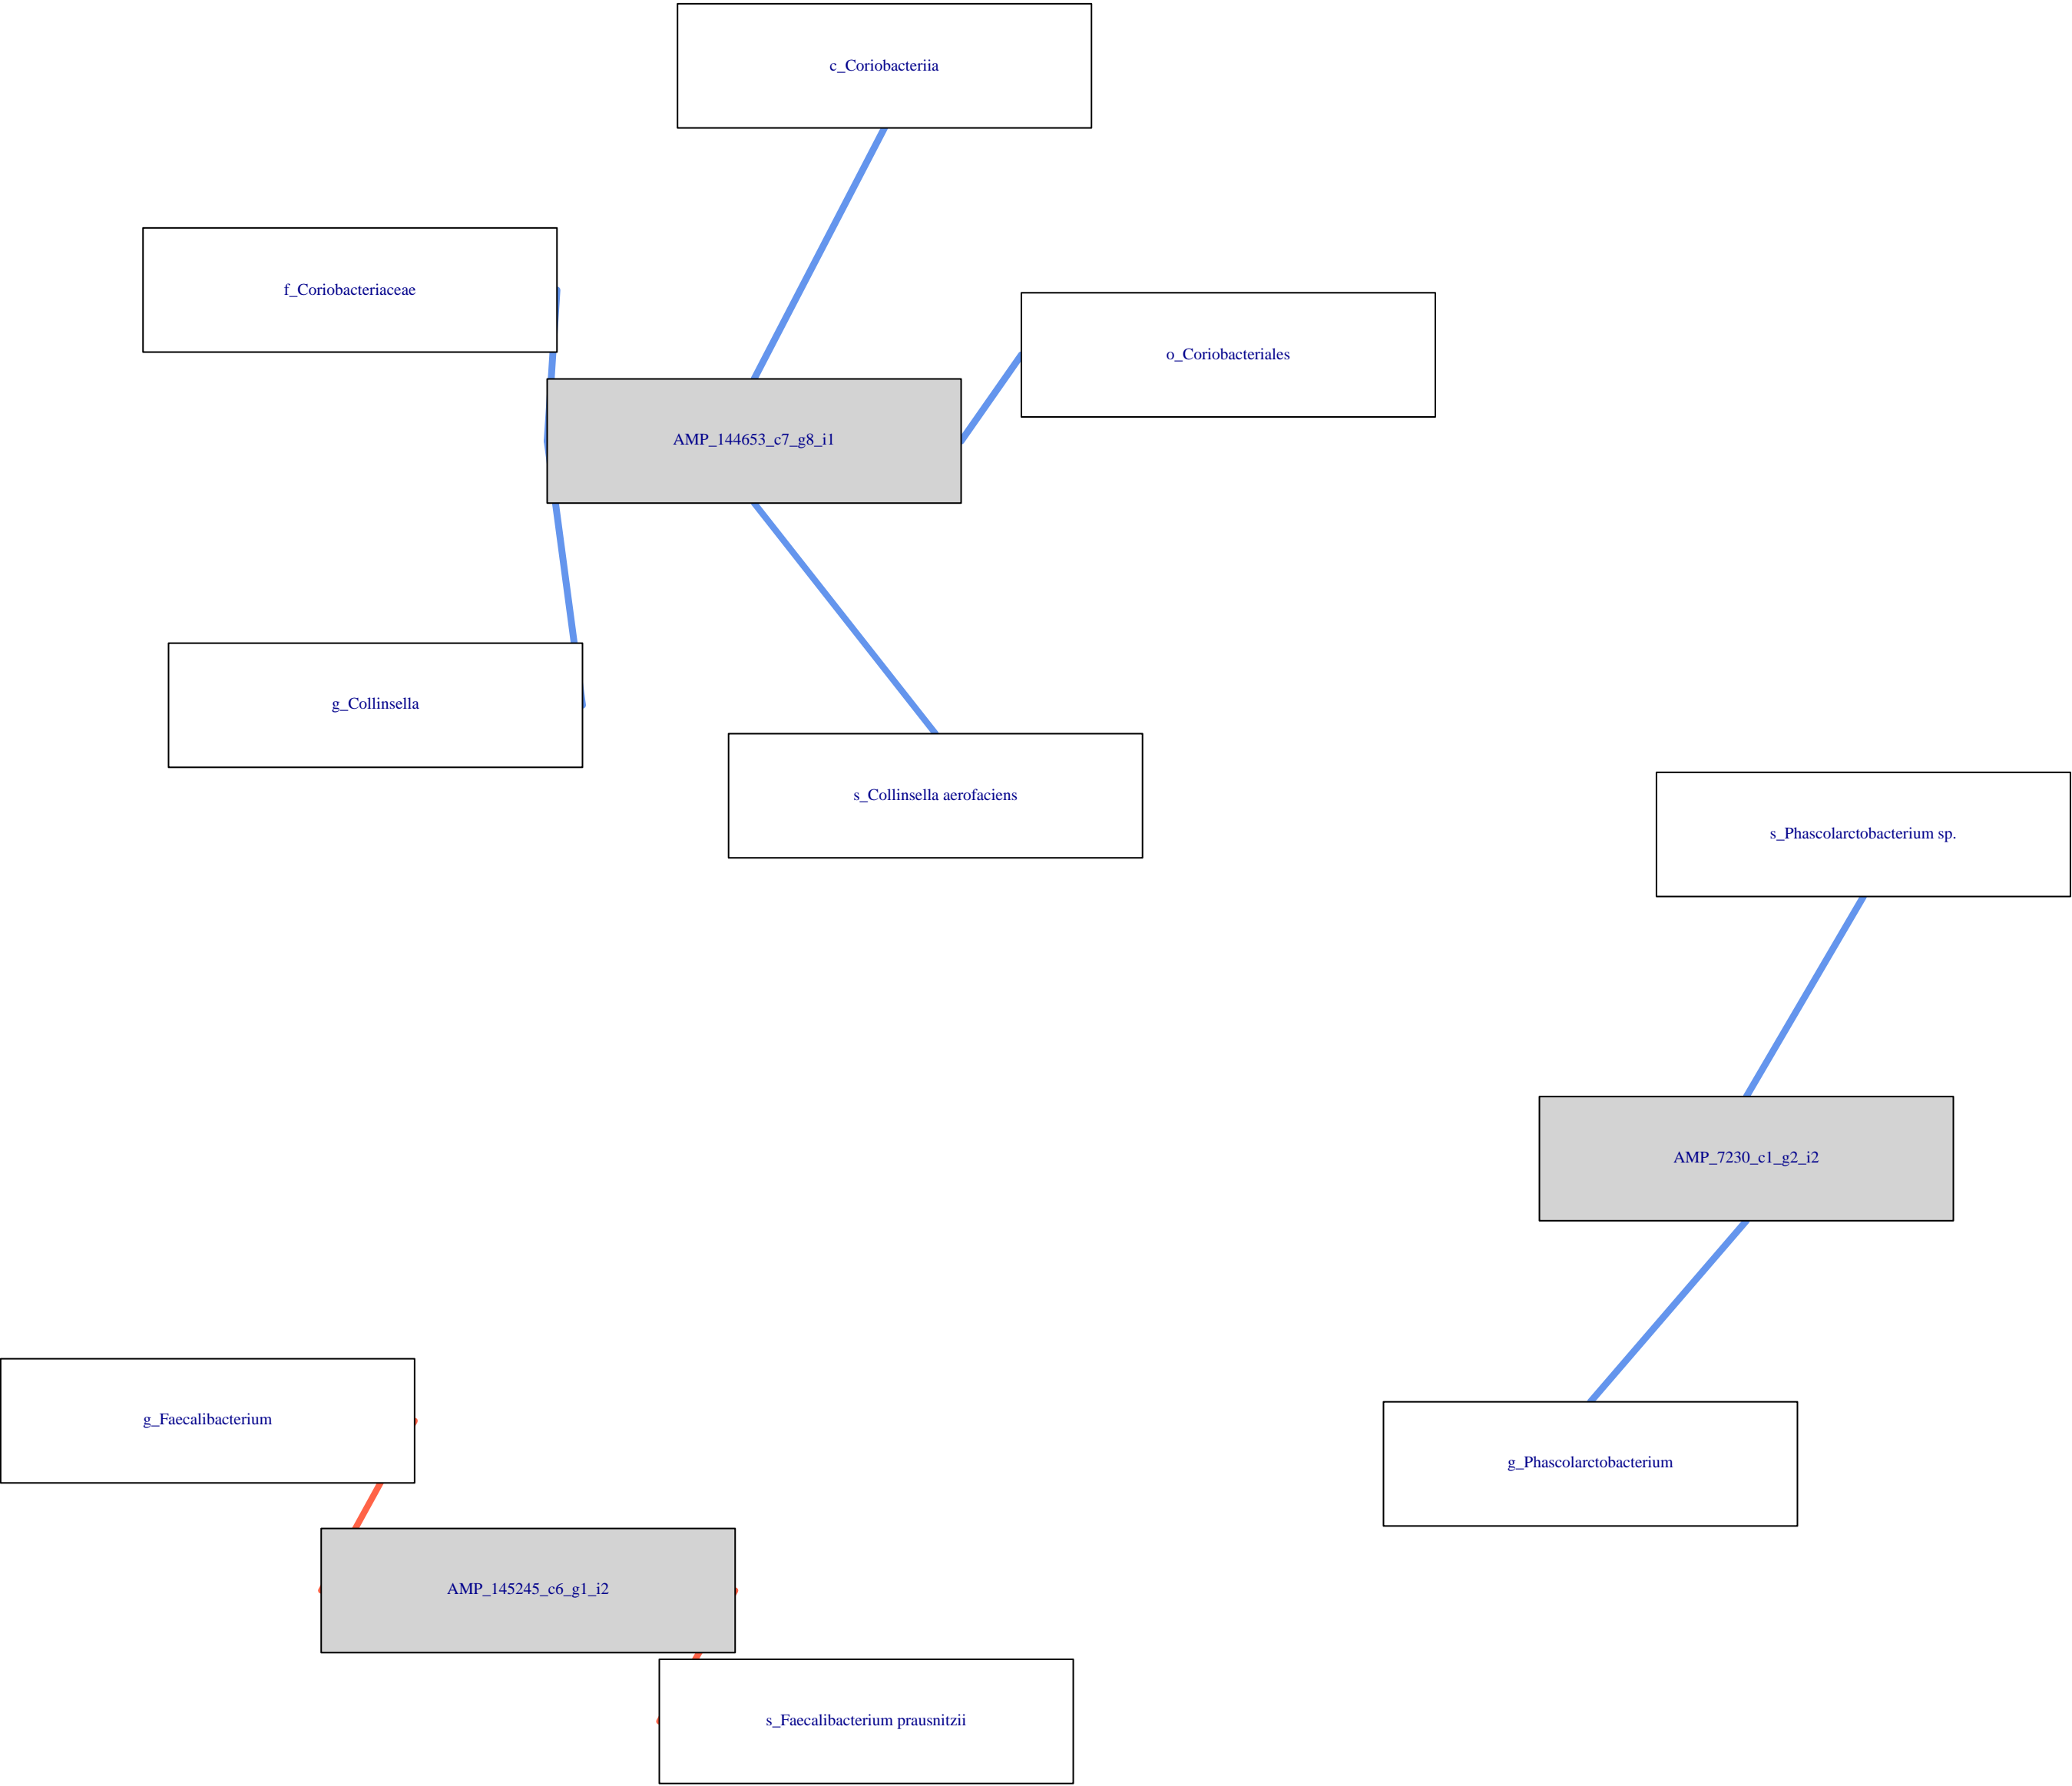 c_Coriobacteriia
f_Coriobacteriaceae
o_Coriobacteriales
AMP_144653_c7_g8_i1
g_Collinsella
s_Collinsella aerofaciens
s_Phascolarctobacterium sp.
AMP_7230_c1_g2_i2
g_Faecalibacterium
g_Phascolarctobacterium
AMP_145245_c6_g1_i2
s_Faecalibacterium prausnitzii